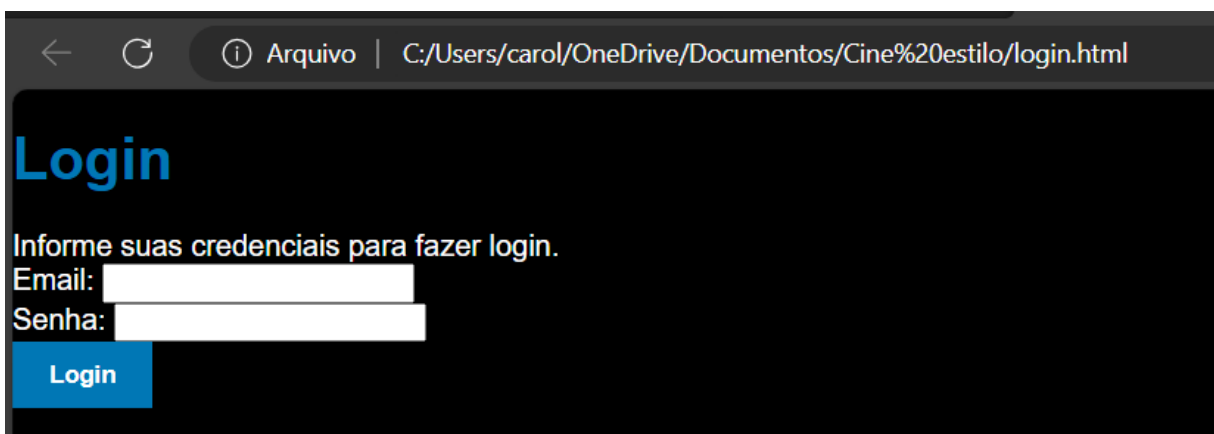 Arquivo | C:/Users/carol/OneDrive/Documentos/Cine%20estilo/login.html
Login
Informe suas credenciais para fazer login.
Email:
Senha:
Login